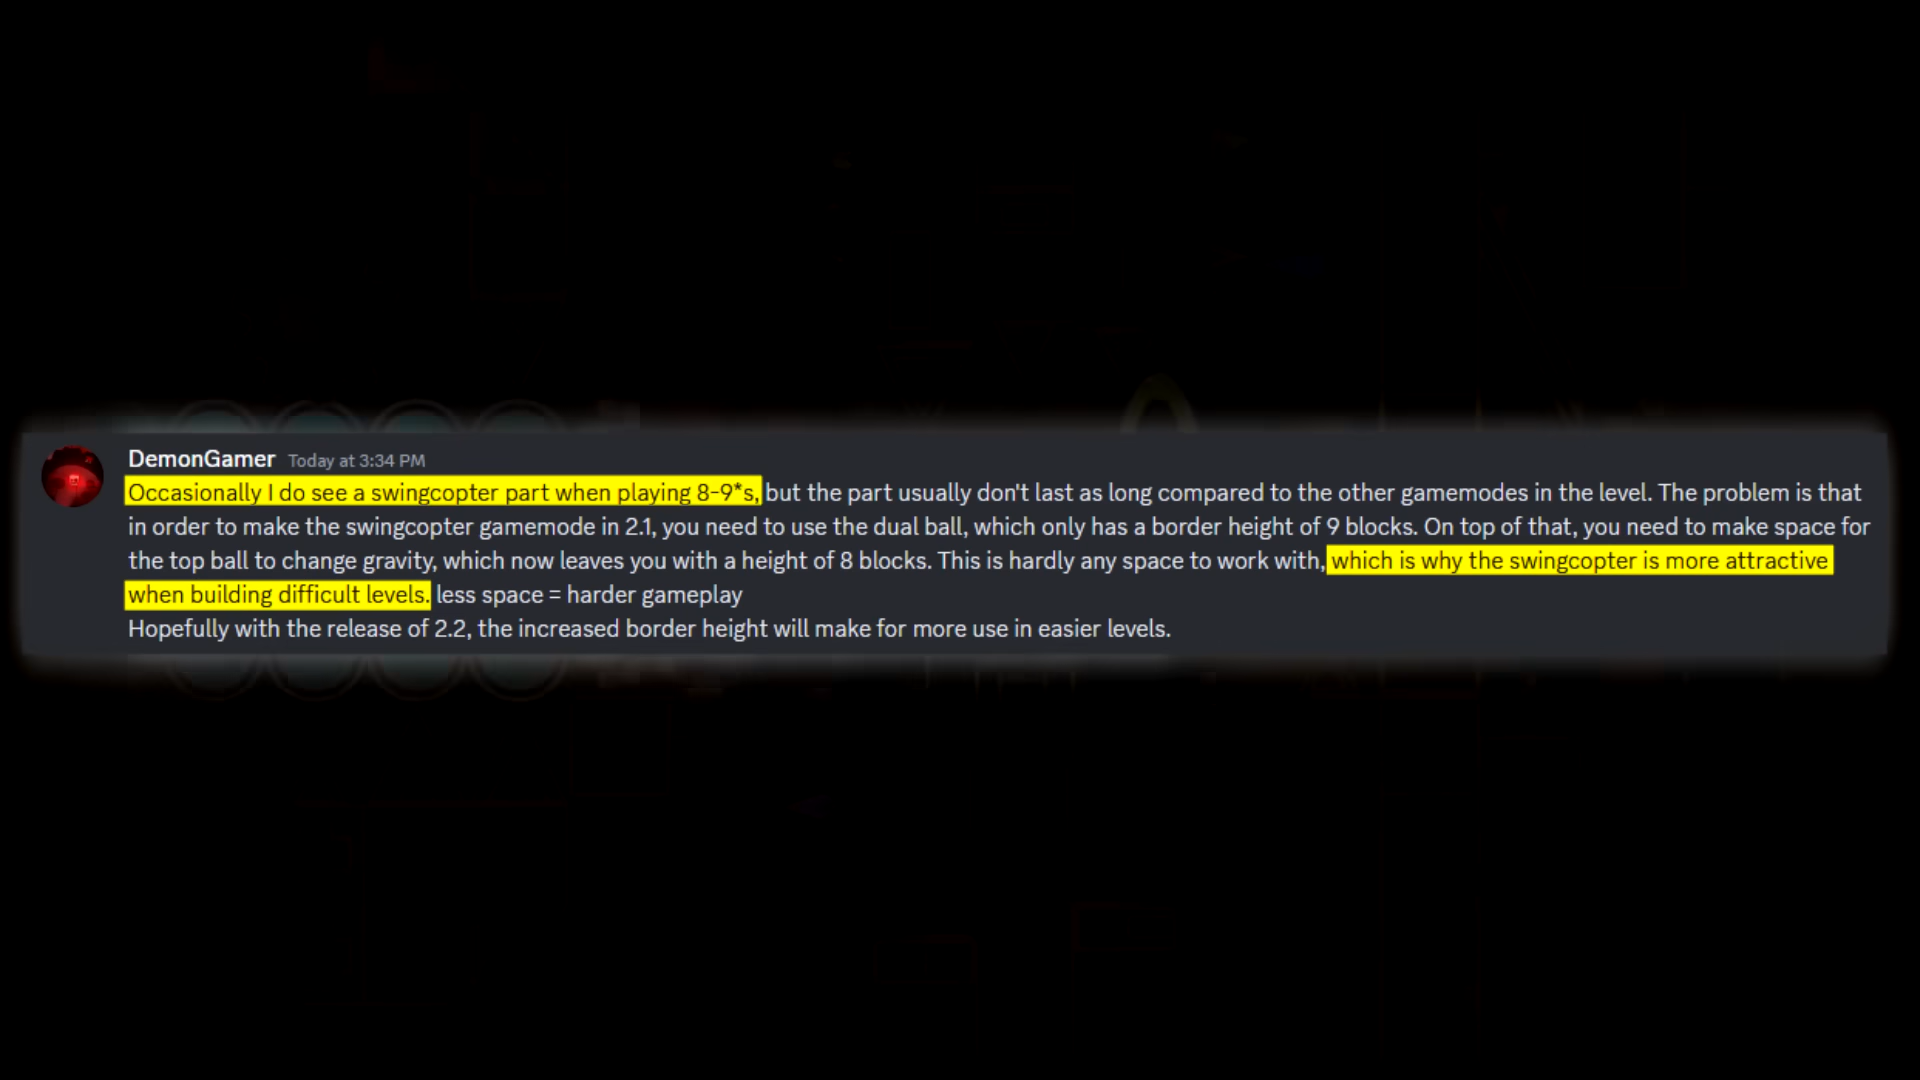 DemonGamer Today at 3:34 PM
Occasionally I do see a swingcopter part when playing 8-9*s, but the part usually don't last as long compared to the other gamemodes in the level. The problem is that
in order to make the swingcopter gamemode in 2.1, you need to use the dual ball, which only has a border height of 9 blocks. On top of that, you need to make space for
the top ball to change gravity, which now leaves you with a height of 8 blocks. This is hardly any space to work with, which is why the swingcopter is more attractive
when building difficult levels. less space = harder gameplay
Hopefully with the release of 2.2, the increased border height will make for more use in easier levels.